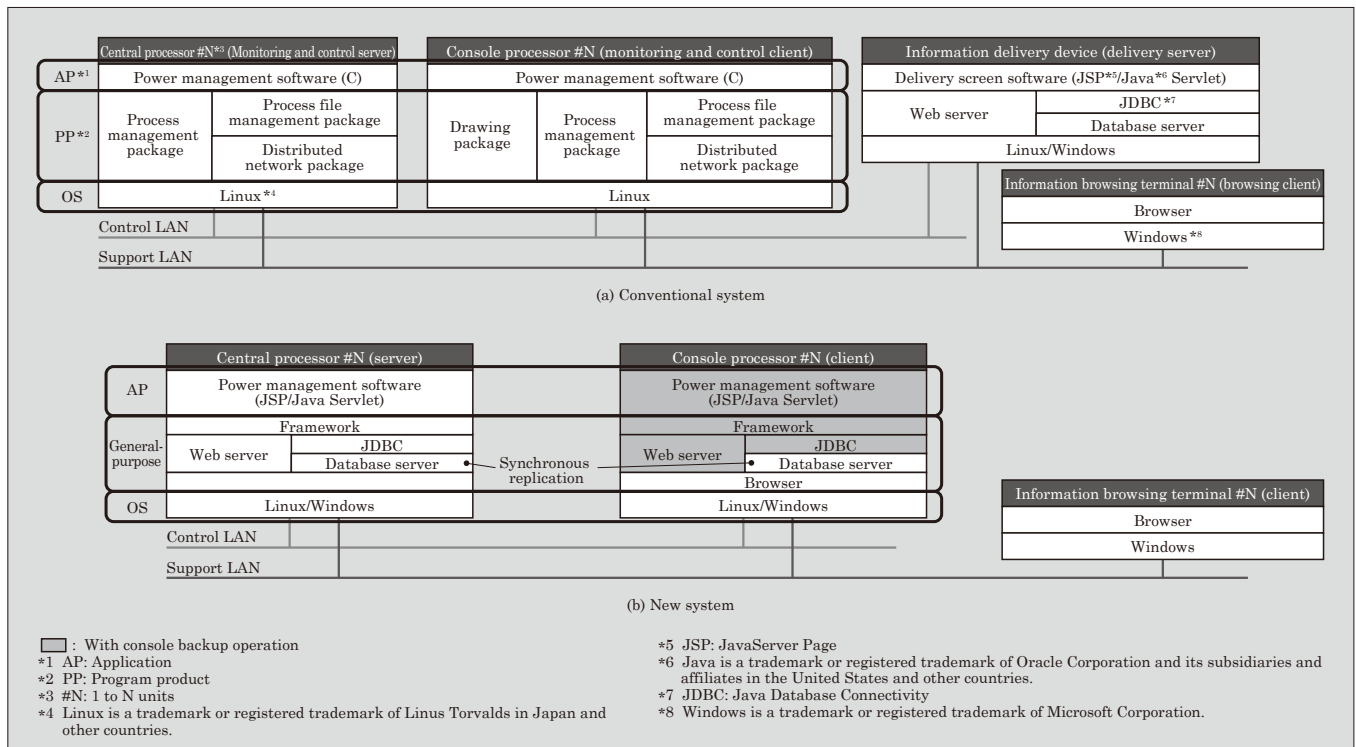 Central processor #N*3 (Monitoring and control server)
AP*1
Power management software (C)
PP*2
Process
management
package
Process file
management package
Distributed
network package
OS
Linux*4
Console processor #N (monitoring and control client)
Power management software (C)
Drawing
package
Process
management
package
Process file
management package
Distributed
network package
Linux
Information delivery device (delivery server)
Delivery screen software (JSP*5/Java*6 Servlet)
Web server
JDBC*7
Database server
Linux/Windows
Information browsing terminal #N (browsing client)
Browser
Windows*8
Control LAN
Support LAN
(a) Conventional system
Central processor #N (server)
AP
Power management software
(JSP/Java Servlet)
General-
purpose
Framework
Web server
JDBC
Database server
OS
Linux/Windows
Synchronous
replication
Console processor #N (client)
Power management software
(JSP/Java Servlet)
Framework
Web server
JDBC
Database server
Browser
Linux/Windows
Information browsing terminal #N (client)
Browser
Windows
Control LAN
Support LAN
(b) New system
: With console backup operation
*1 AP: Application
*2 PP: Program product
*3 #N: 1 to N units
*4 Linux is a trademark or registered trademark of Linus Torvalds in Japan and
other countries.
*5 JSP: JavaServer Page
*6 Java is a trademark or registered trademark of Oracle Corporation and its subsidiaries and
affiliates in the United States and other countries.
*7 JDBC: Java Database Connectivity
*8 Windows is a trademark or registered trademark of Microsoft Corporation.